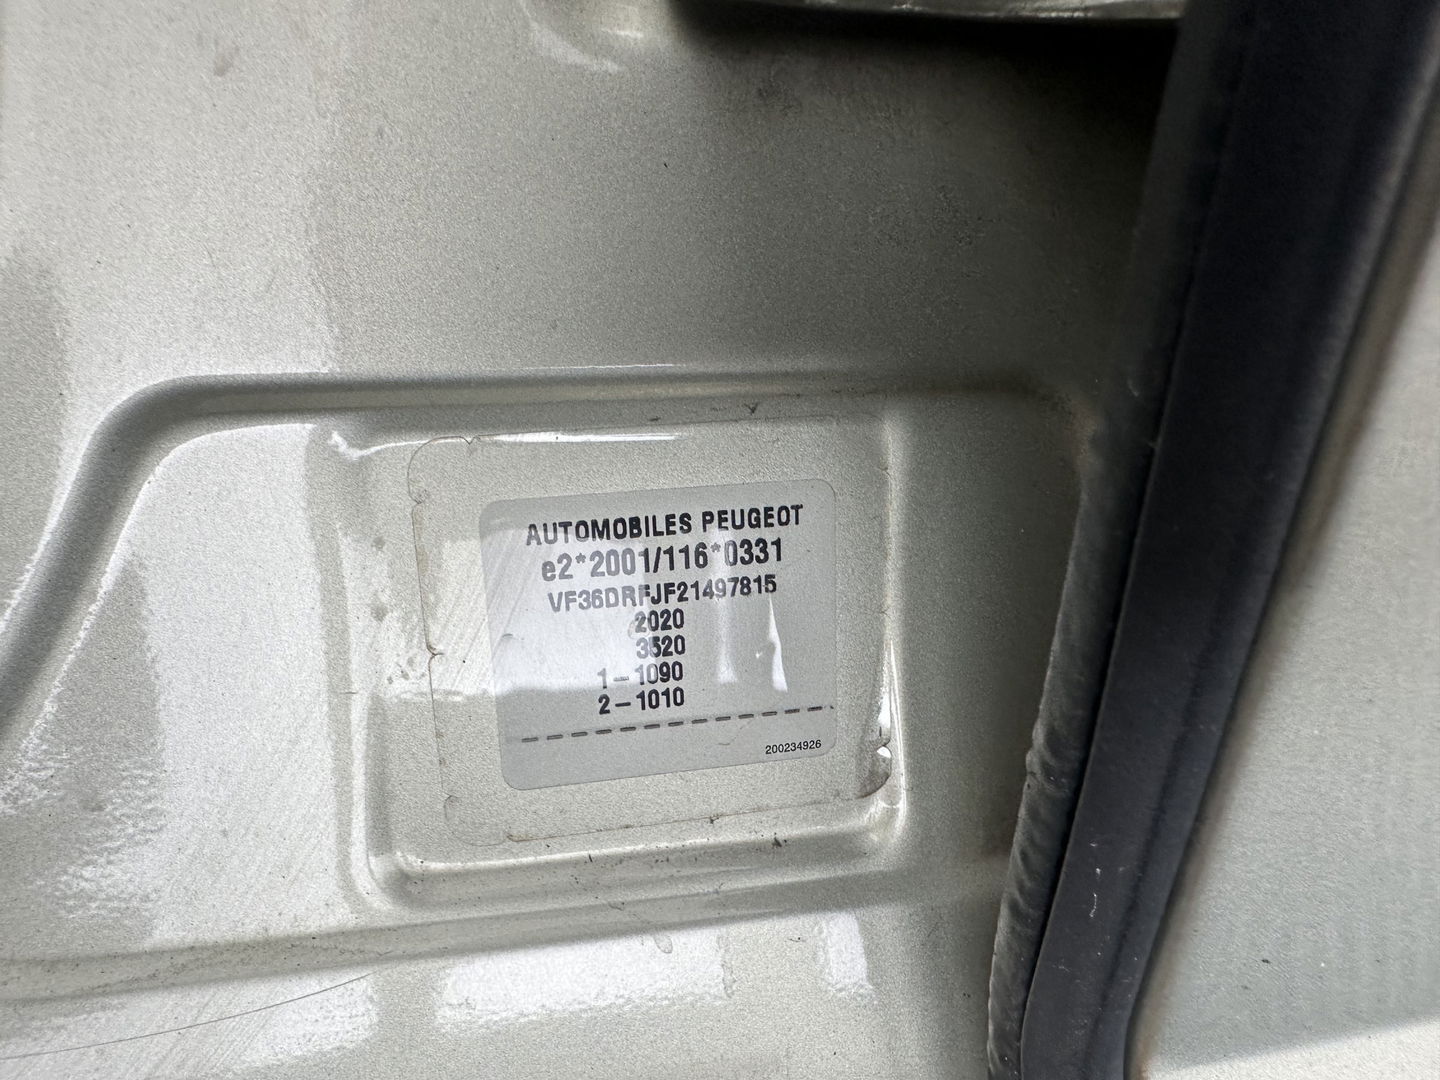 AUTOMOBILES PEUGEOT
e2*2001/116*0331
VF36DRFJF21497815
2020
3520
1-1090
2-1010
200234926